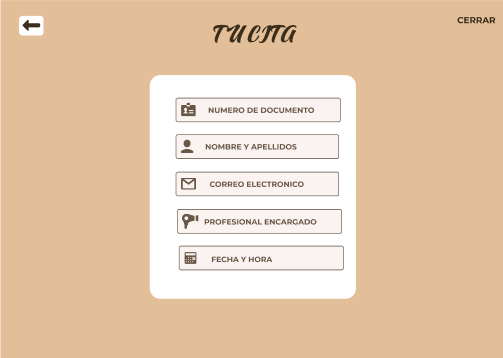 CERRAR
TU CITA
NUMERO DE DOCUMENTO
NOMBRE Y APELLIDOS
CORREO ELECTRONICO
PROFESIONAL ENCARGADO
FECHA Y HORA